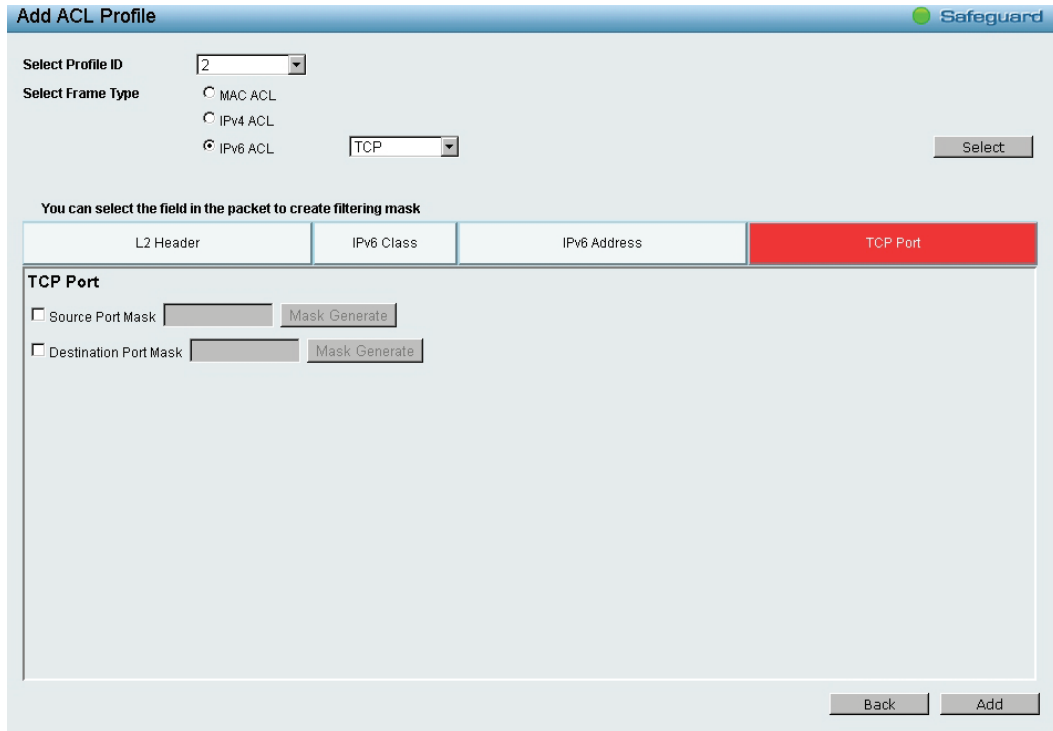 Add ACL Profile Safeguard
Select Profile ID 2
Select Frame Type MAC ACL
IPv4 ACL
IPv6 ACL TCP Select
You can select the field in the packet to create filtering mask
L2 Header IPv6 Class IPv6 Address TCP Port
TCP Port
Source Port Mask Mask Generate
Destination Port Mask Mask Generate
Back Add